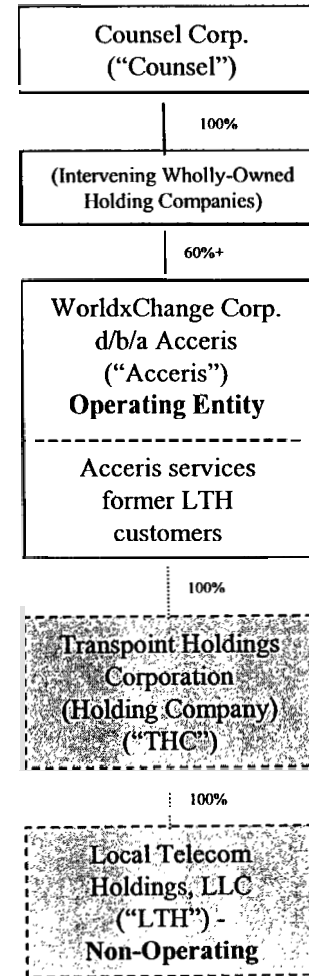 Counsel Corp.
(“Counsel”)
100%
(Intervening Wholly-Owned
Holding Companies)
60%+
WorldxChange Corp.
d/b/a Acceris
(“Acceris”)
Operating Entity
Acceris services
former LTH
customers
100%
Transpoint Holdings
Corporation
(Holding Company)
(“THC”)
100%
Local Telecom
Holdings, LLC
(“LTH”) -
Non-Operating